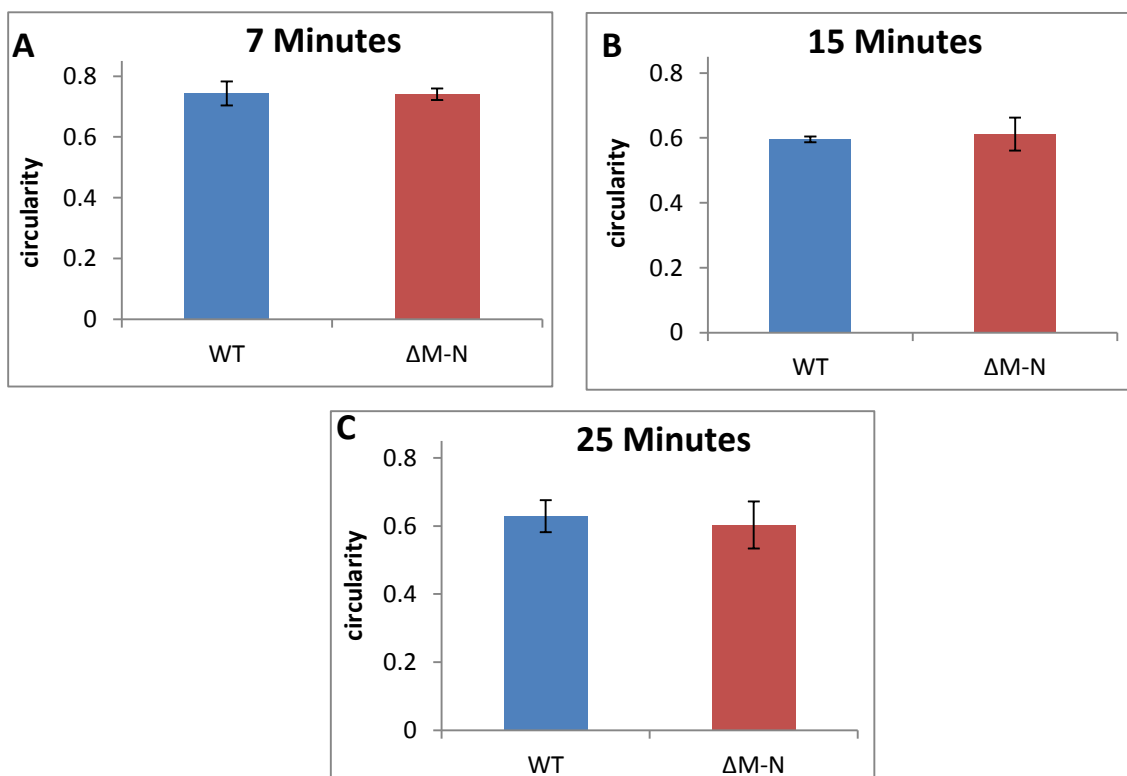 A
7 Minutes
circularity
0.8
0.6
0.4
0.2
0
WT ΔM-N
B
15 Minutes
circularity
0.8
0.6
0.4
0.2
0
WT ΔM-N
C
25 Minutes
circularity
0.8
0.6
0.4
0.2
0
WT ΔM-N